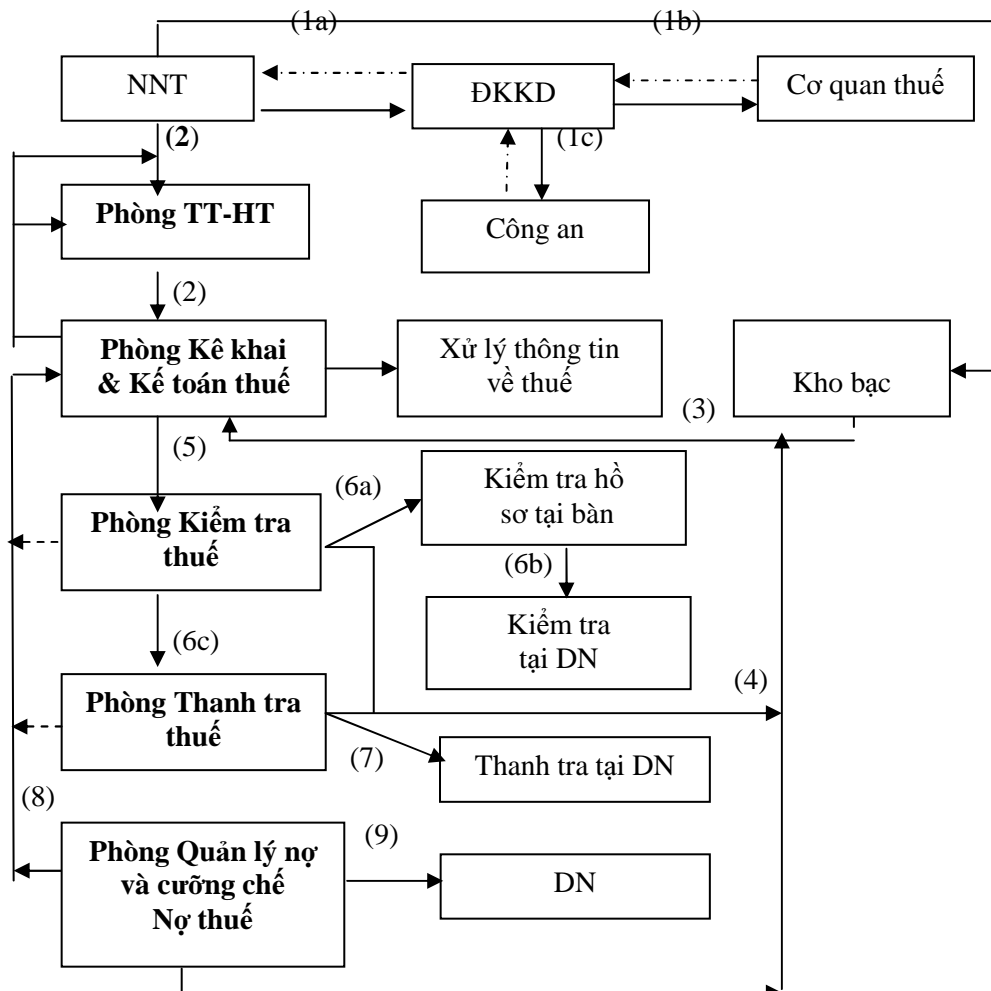 (1a)
(1b)
NNT
ĐKKD
Cơ quan thuế
(2)
(1c)
Phòng TT-HT
Công an
(2)
Phòng Kê khai
& Kế toán thuế
Xử lý thông tin
về thuế
Kho bạc
(3)
(5)
(6a)
Kiểm tra hồ
sơ tại bàn
Phòng Kiểm tra
thuế
(6b)
Kiểm tra
tại DN
(6c)
(4)
Phòng Thanh tra
thuế
(7)
Thanh tra tại DN
(8)
(9)
Phòng Quản lý nợ
và cưỡng chế
Nợ thuế
DN